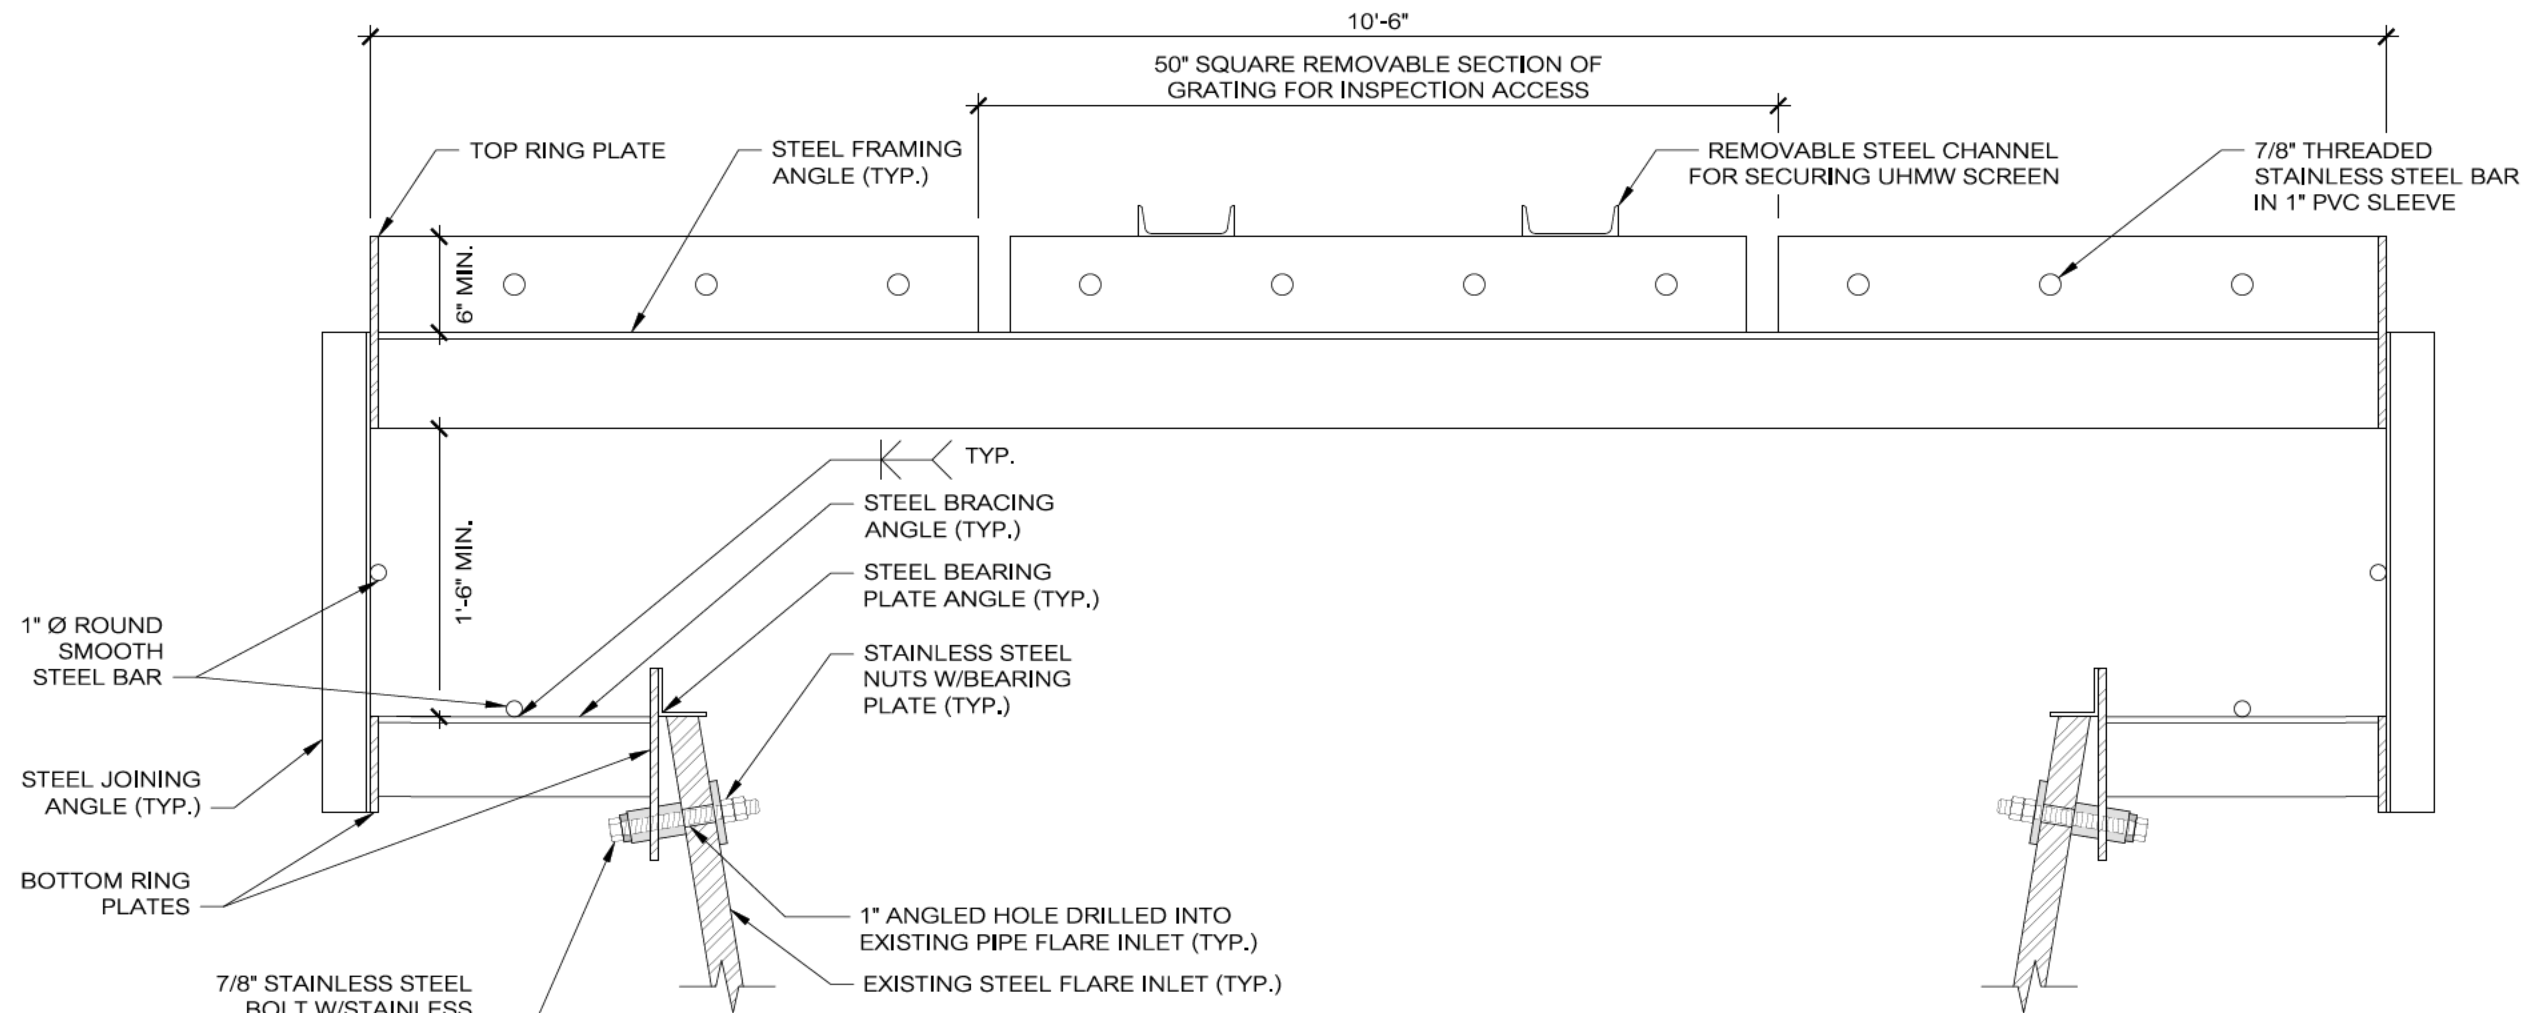 10'-6"
50" SQUARE REMOVABLE SECTION OF
GRATING FOR INSPECTION ACCESS
TOP RING PLATE
STEEL FRAMING
ANGLE (TYP.)
REMOVABLE STEEL CHANNEL
FOR SECURING UHMW SCREEN
7/8" THREADED
STAINLESS STEEL BAR
IN 1" PVC SLEEVE
6" MIN.
TYP.
STEEL BRACING
ANGLE (TYP.)
1'-6" MIN.
STEEL BEARING
PLATE ANGLE (TYP.)
1" Ø ROUND
SMOOTH
STEEL BAR
STAINLESS STEEL
NUTS W/BEARING
PLATE (TYP.)
STEEL JOINING
ANGLE (TYP.)
BOTTOM RING
PLATES
1" ANGLED HOLE DRILLED INTO
EXISTING PIPE FLARE INLET (TYP.)
EXISTING STEEL FLARE INLET (TYP.)
7/8" STAINLESS STEEL
BOLT W/STAINLESS